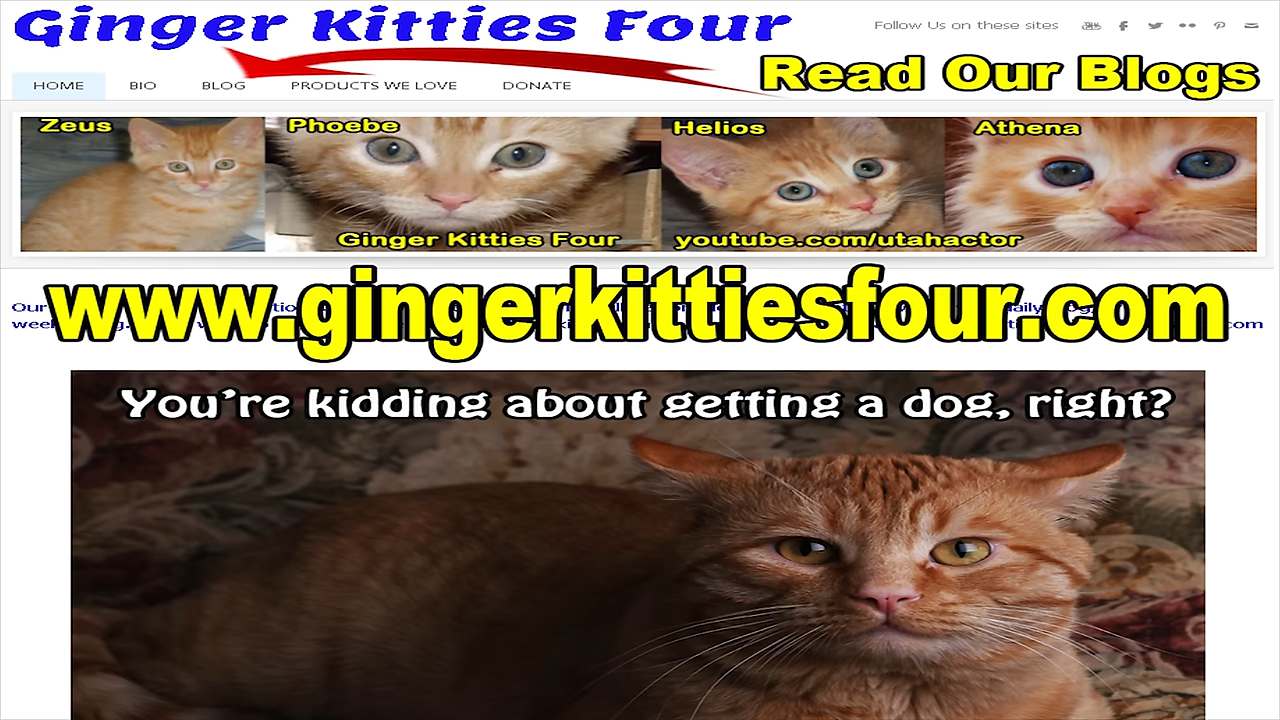 Ginger Kitties Four
Follow Us on these sites
Read Our Blogs
HOME BIO BLOG PRODUCTS WE LOVE DONATE
Zeus Phoebe Helios Athena
Ginger Kitties Four youtube.com/utahactor
www.gingerkittiesfour.com
Our
You're kidding about getting a dog, right?